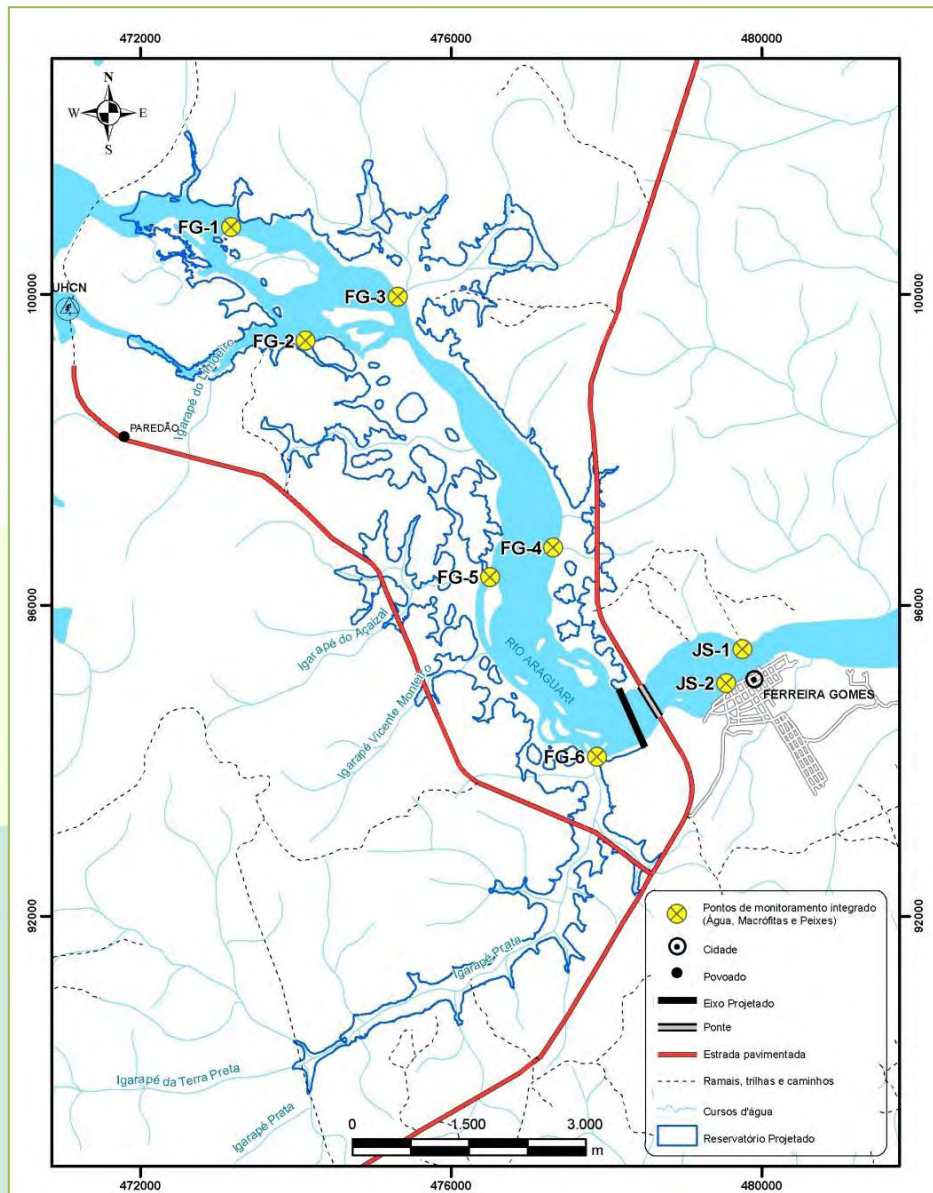 472000 476000 480000
N
W E
S
FG-1
100000 100000
FG-3
UHCN
FG-2
Igarapé do Limoeiro
PAREDÃO
FG-4
FG-5
96000 96000
Igarapé do Açaizal
JS-1
RIO ARAGUARI
JS-2
FERREIRA GOMES
Igarapé Vicente Monteiro
FG-6
92000 92000
Igarapé Prata
Igarapé da Terra Preta
Igarapé Prata
Pontos de monitoramento integrado
(Água, Macrófitas e Peixes)
Cidade
Povoado
Eixo Projetado
Ponte
Estrada pavimentada
Ramais, trilhas e caminhos
Cursos d'água
Reservatório Projetado
0 1.500 3.000
m
472000 476000 480000